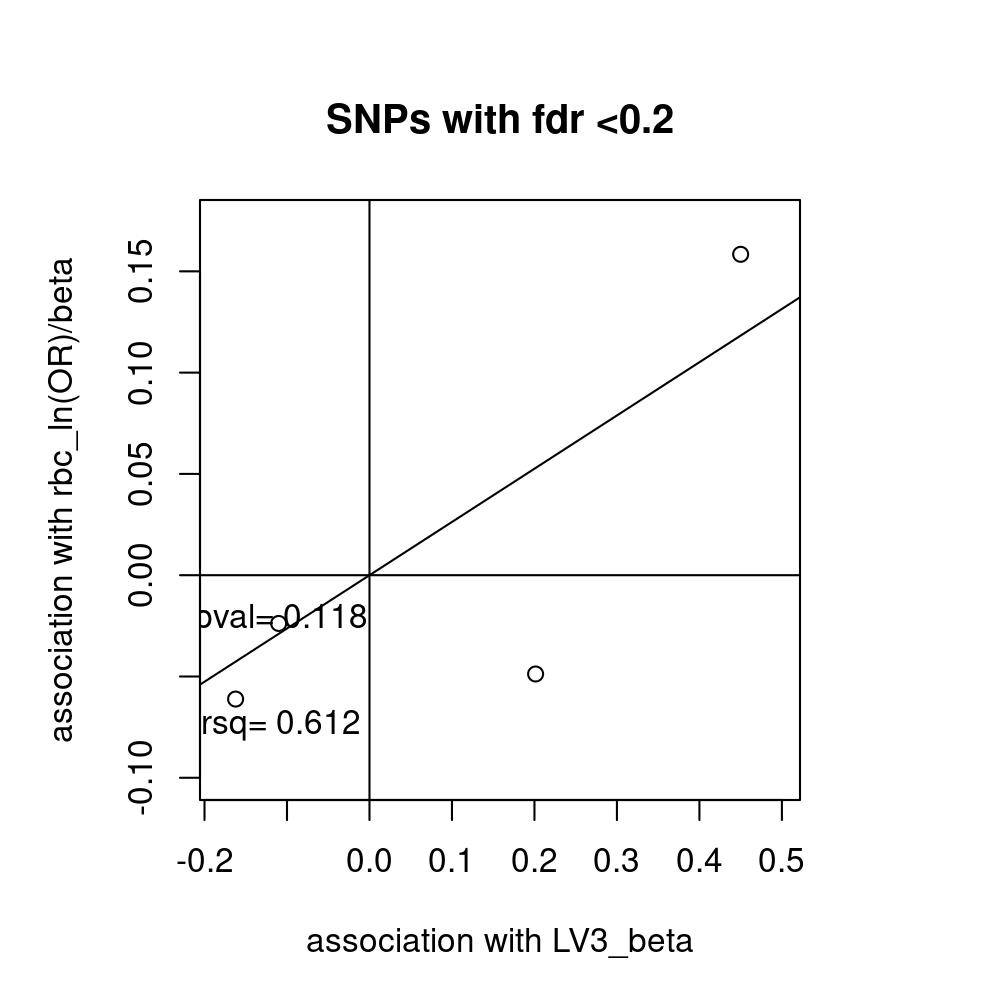 SNPs with fdr <0.2
association with rbc_ln(OR)/beta
0.15
0.10
0.05
0.00
-0.10
pval= 0.118
rsq= 0.612
-0.2 0.0 0.1 0.2 0.3 0.4 0.5
association with LV3_beta